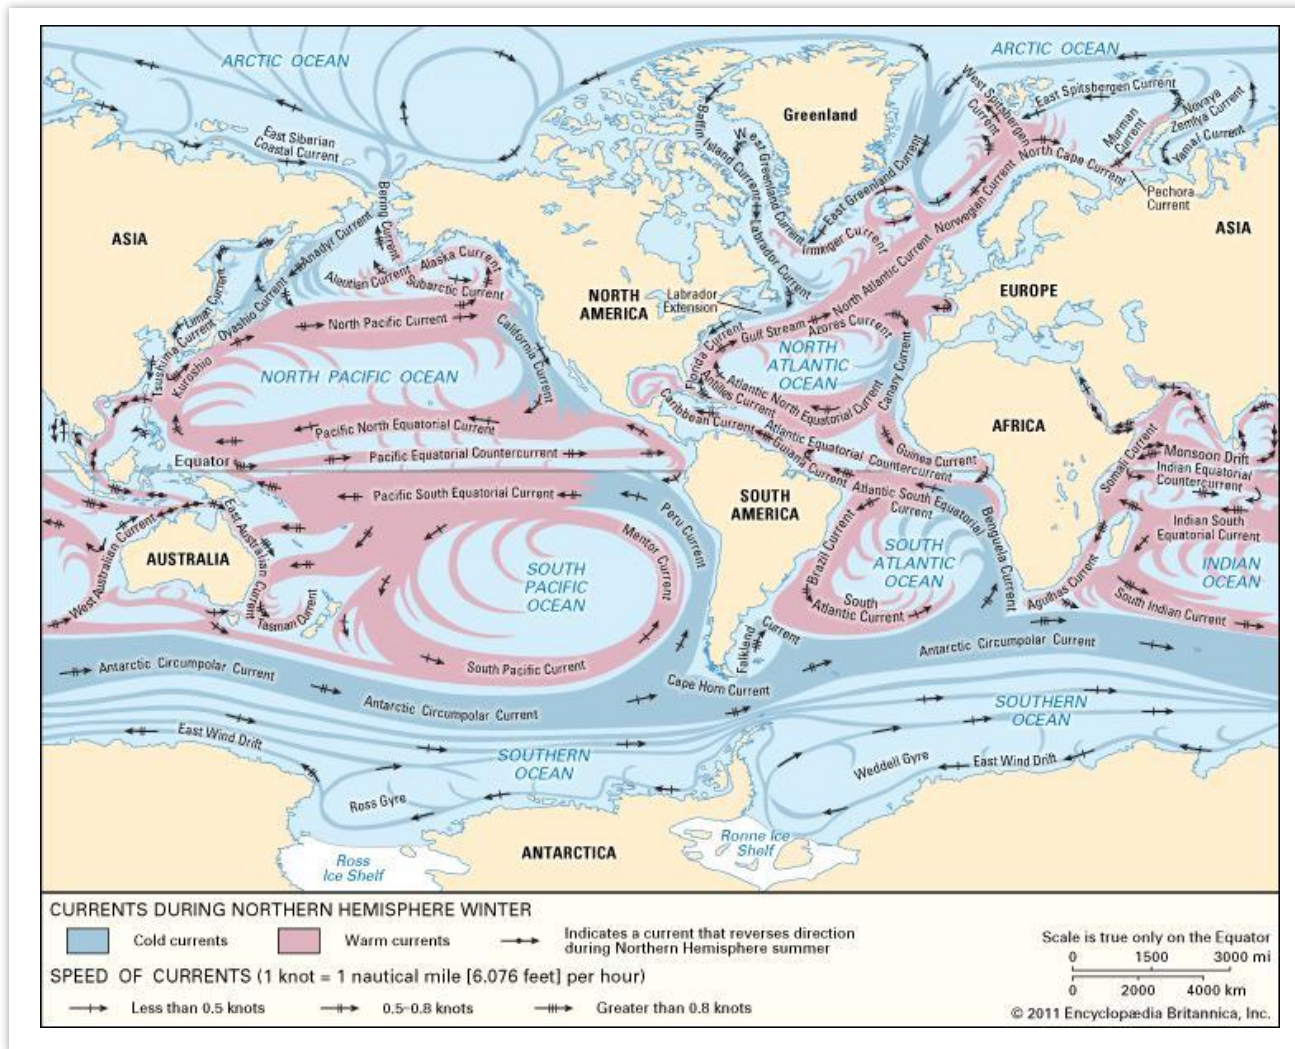 ARCTIC OCEAN
ARCTIC OCEAN
Greenland
West Spitsbergen
Current
East Spitsbergen Current
Novaya
Zemlya Current
Murman
Current
Yamal Current
North Cape Current
Pechora
Current
Norwegian Current
Baffin Island Current
West Greenland Current
East Greenland Current
Irminger Current
Labrador Current
East Siberian
Coastal Current
Bering Current
Anadyr Current
Alaska Current
Aleutian Current
Subarctic Current
ASIA
ASIA
Liman Current
Oyashio Current
Tsushima Current
Kuroshio
North Pacific Current
California Current
NORTH
AMERICA
Labrador
Extension
North Atlantic Current
EUROPE
Gulf Stream
Azores Current
Florida Current
NORTH
ATLANTIC
OCEAN
Canary Current
NORTH PACIFIC OCEAN
Antilles Current
Atlantic North Equatorial Current
Caribbean Current
AFRICA
Pacific North Equatorial Current
Pacific Equatorial Countercurrent
Equator
Atlantic Equatorial Countercurrent
Guiana Current
Guinea Current
Somali Current
Monsoon Drift
Indian Equatorial
Countercurrent
Pacific South Equatorial Current
SOUTH
AMERICA
Atlantic South Equatorial
Current
Peru Current
Mentor Current
Brazil Current
Benguela Current
Indian South
Equatorial Current
AUSTRALIA
East Australian Current
West Australian Current
SOUTH
PACIFIC
OCEAN
SOUTH
ATLANTIC
OCEAN
INDIAN
OCEAN
Agulhas Current
South Indian Current
Tasman Current
South
Atlantic Current
Falkland Current
South Pacific Current
Cape Horn Current
Antarctic Circumpolar Current
Antarctic Circumpolar Current
Antarctic Circumpolar Current
SOUTHERN
OCEAN
East Wind Drift
SOUTHERN
OCEAN
Weddell Gyre
East Wind Drift
Ross Gyre
Ross
Ice Shelf
ANTARCTICA
Ronne Ice
Shelf
CURRENTS DURING NORTHERN HEMISPHERE WINTER
Cold currents
Warm currents
Indicates a current that reverses direction
during Northern Hemisphere summer
SPEED OF CURRENTS (1 knot = 1 nautical mile [6.076 feet] per hour)
Less than 0.5 knots
0.5-0.8 knots
Greater than 0.8 knots
Scale is true only on the Equator
0 1500 3000 mi
0 2000 4000 km
© 2011 Encyclopædia Britannica, Inc.